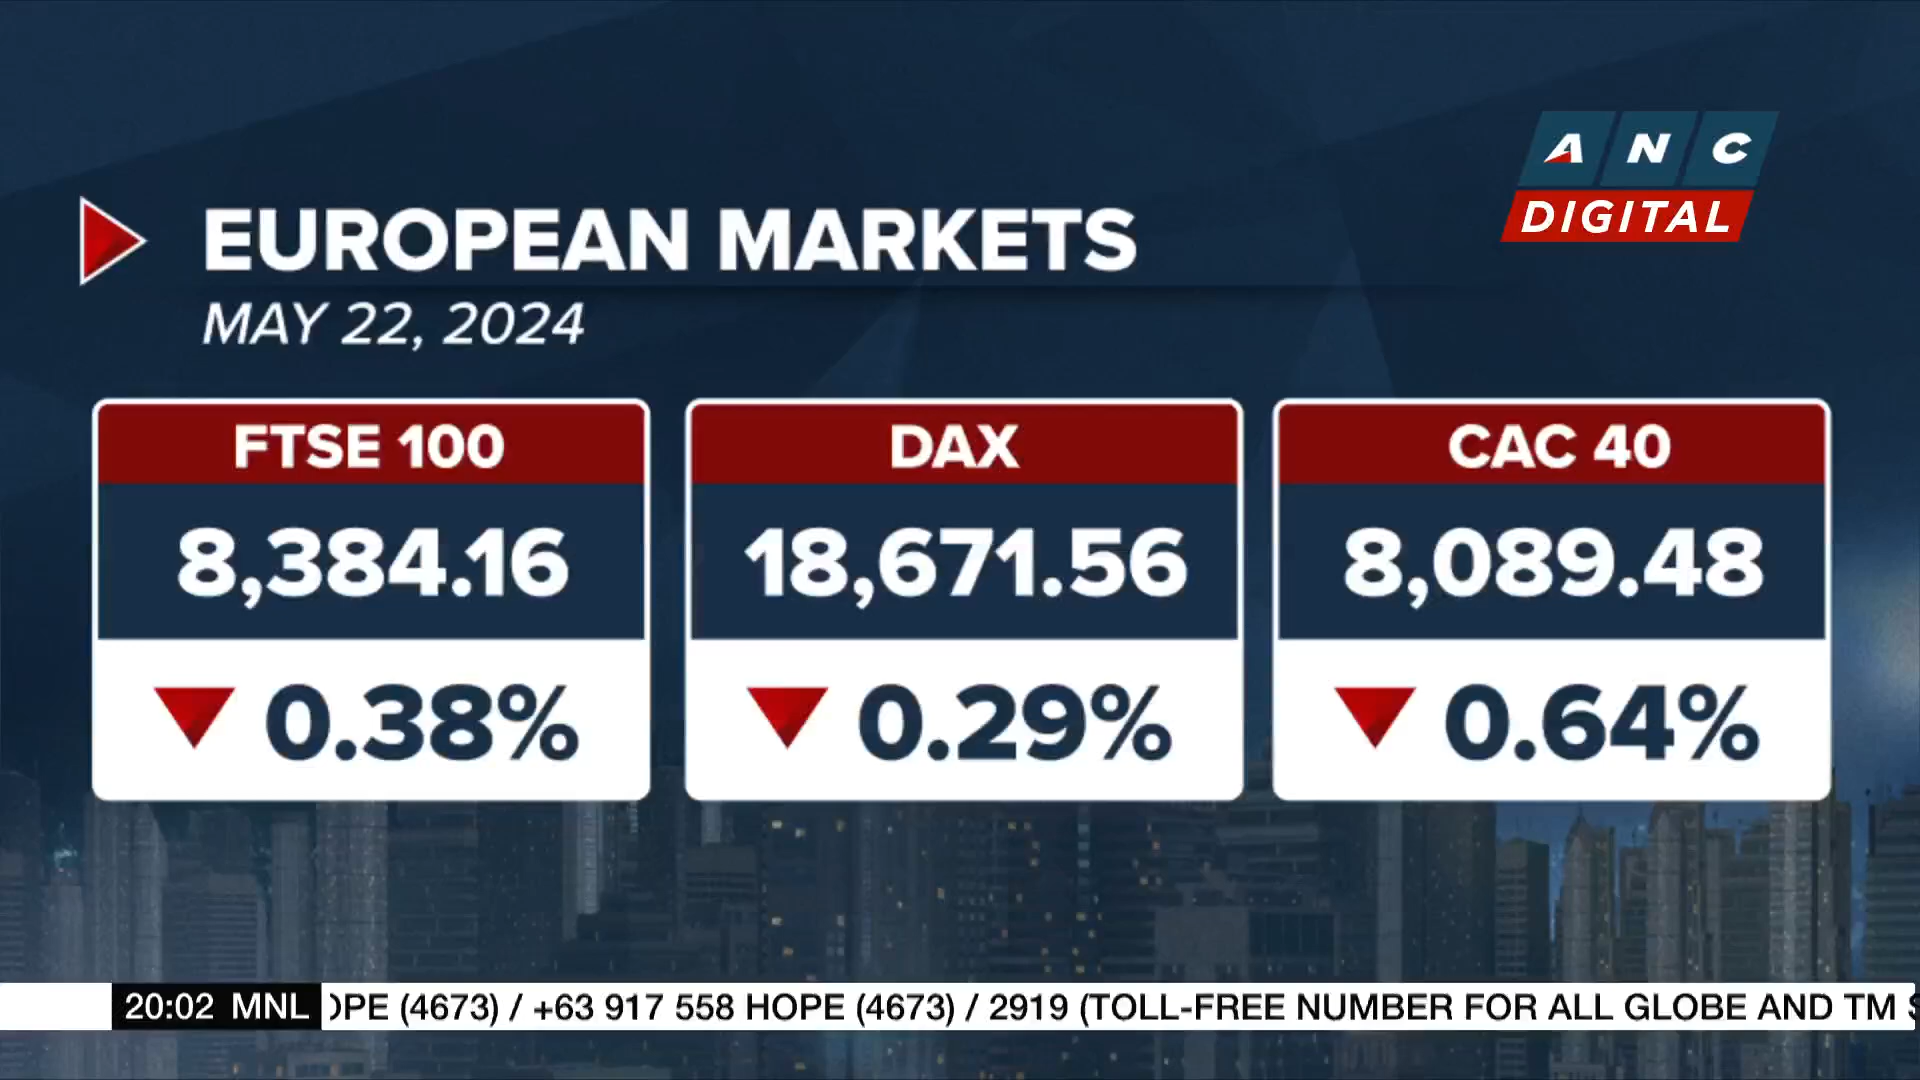 ANC
DIGITAL
EUROPEAN MARKETS
MAY 22, 2024
FTSE 100
8,384.16
0.38%
DAX
18,671.56
0.29%
CAC 40
8,089.48
0.64%
20:02 MNL
(4673) / +63 917 558 HOPE (4673) / 2919 (TOLL-FREE NUMBER FOR ALL GLOBE AND TM